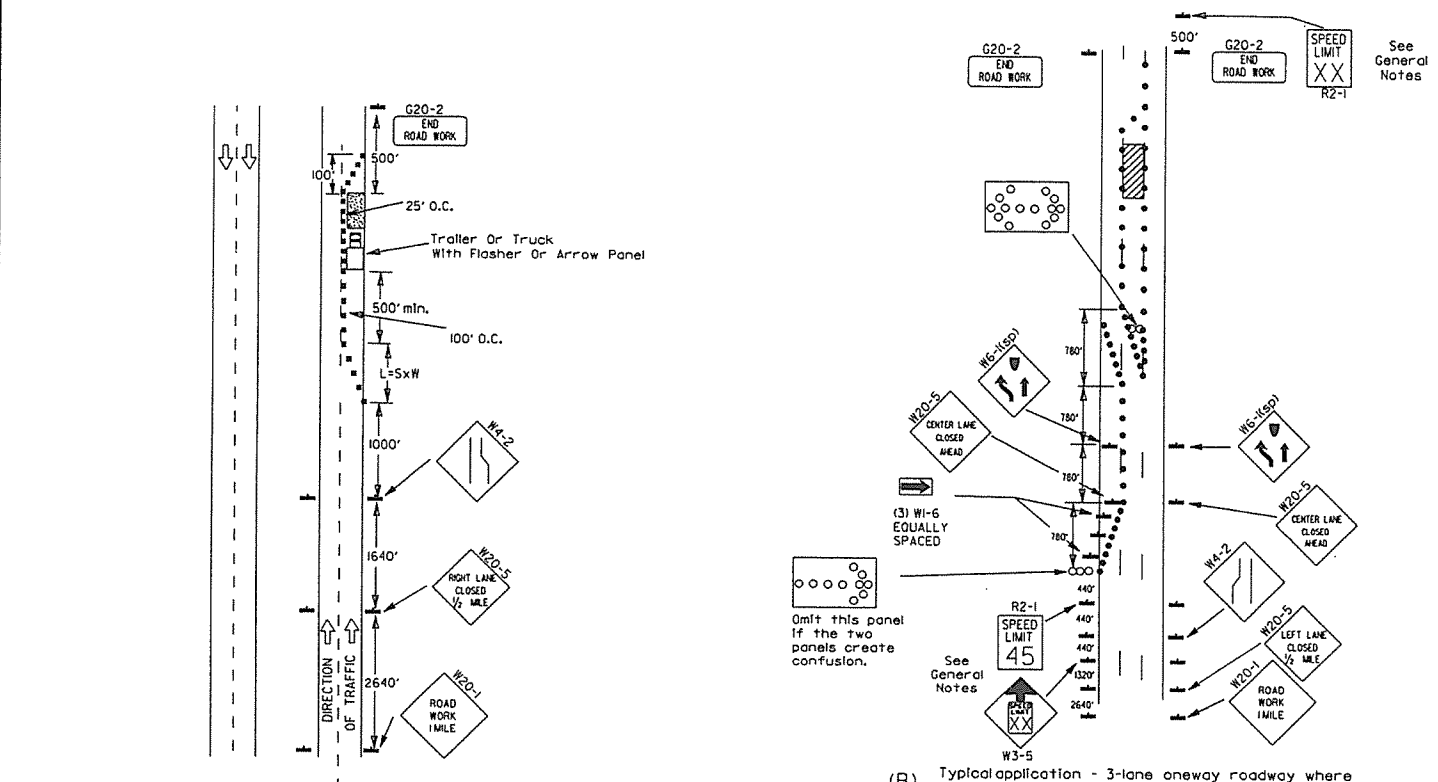 G20-2
END
ROAD WORK
500'
100'
25' O.C.
Trailer Or Truck
With Flasher Or Arrow Panel
500' min.
100' O.C.
L=SxW
1000'
W4-2
1640'
W20-5
RIGHT LANE
CLOSED
1/2 MILE
DIRECTION
OF TRAFFIC
2640'
W20-1
ROAD
WORK
1 MILE
500'
SPEED
LIMIT
XX
R2-1
See
General
Notes
G20-2
END
ROAD WORK
G20-2
END
ROAD WORK
780'
W6-1(sp)
780'
W20-5
CENTER LANE
CLOSED
AHEAD
W6-1(sp)
780'
(3) W1-6
EQUALLY
SPACED
780'
W20-5
CENTER LANE
CLOSED
AHEAD
W4-2
Omit this panel
if the two
panels create
confusion.
440'
R2-1
SPEED
LIMIT
45
440'
440'
1320'
2640'
W20-5
LEFT LANE
CLOSED
1/2 MILE
W20-1
ROAD
WORK
1 MILE
See
General
Notes
SPEED
LIMIT
XX
W3-5
(B) Typical application - 3-lane oneway roadway where